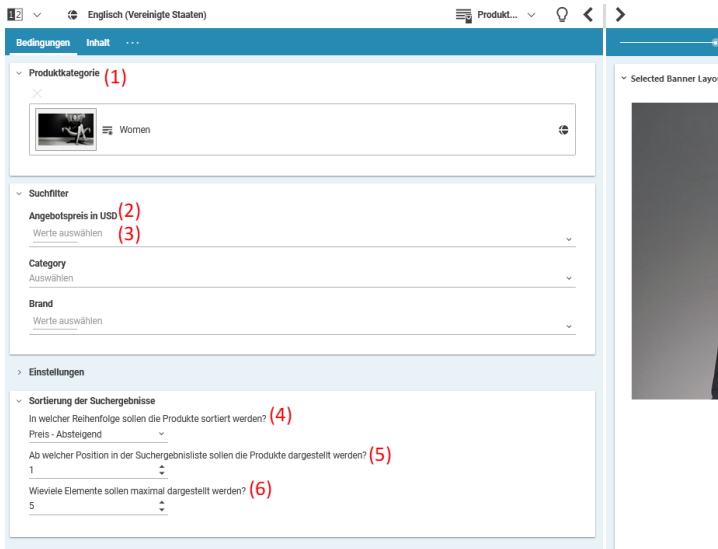 12 Englisch (Vereinigte Staaten) Produkt...
Bedingungen Inhalt ...
Produktkategorie (1)
Selected Banner Layou
Women
Suchfilter
Angebotspreis in USD (2)
Werte auswählen (3)
Category
Auswählen
Brand
Werte auswählen
Einstellungen
Sortierung der Suchergebnisse
In welcher Reihenfolge sollen die Produkte sortiert werden? (4)
Preis - Absteigend
Ab welcher Position in der Suchergebnisliste sollen die Produkte dargestellt werden? (5)
1
Wieviele Elemente sollen maximal dargestellt werden? (6)
5